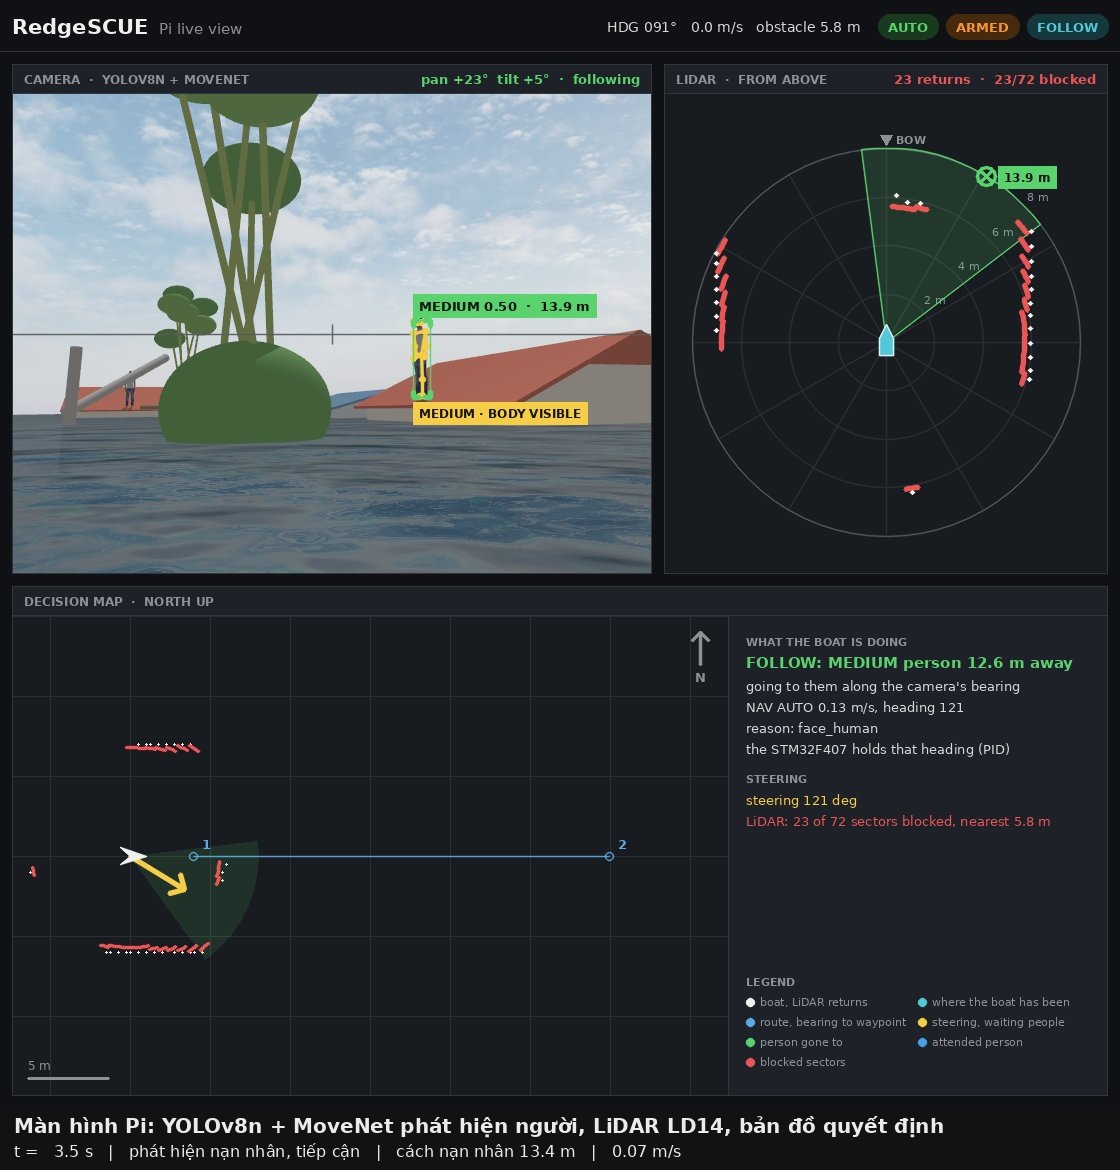 RedgeSCUE Pi live view HDG 091° 0.0 m/s obstacle 5.8 m AUTO ARMED FOLLOW
CAMERA · YOLOV8N + MOVENET pan +23° tilt +5° · following
LIDAR · FROM ABOVE 23 returns · 23/72 blocked
MEDIUM 0.50 · 13.9 m
MEDIUM · BODY VISIBLE
BOW
13.9 m
8 m
6 m
4 m
2 m
DECISION MAP · NORTH UP
N
1
2
5 m
WHAT THE BOAT IS DOING
FOLLOW: MEDIUM person 12.6 m away
going to them along the camera's bearing
NAV AUTO 0.13 m/s, heading 121
reason: face_human
the STM32F407 holds that heading (PID)
STEERING
steering 121 deg
LiDAR: 23 of 72 sectors blocked, nearest 5.8 m
LEGEND
boat, LiDAR returns where the boat has been
route, bearing to waypoint steering, waiting people
person gone to attended person
blocked sectors
Màn hình Pi: YOLOv8n + MoveNet phát hiện người, LiDAR LD14, bản đồ quyết định
t = 3.5 s | phát hiện nạn nhân, tiếp cận | cách nạn nhân 13.4 m | 0.07 m/s